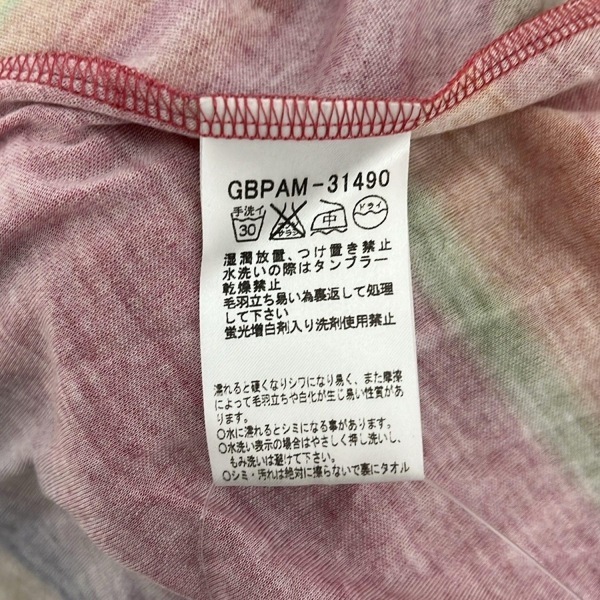 GBPAM-31490
手洗イ 30 エンソサラシ 中 ドライ
湿潤放置、つけ置き禁止
水洗いの際はタンブラー
乾燥禁止
毛羽立ち易い為裏返して処理
して下さい
蛍光増白剤入り洗剤使用禁止
濡れると硬くなりシワになり易く、また摩擦
によって毛羽立ちや白化が生じ易い性質があ
ります。
○水に濡れるとシミになる事があります。
○水洗い表示の場合はやさしく押し洗いし、
もみ洗いは避けて下さい。
○シミ・汚れは絶対に擦らないで裏にタオル